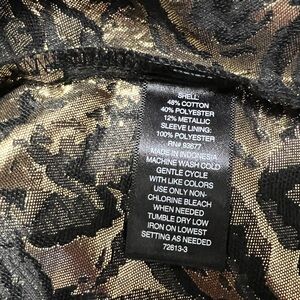 SHELL:
48% COTTON
40% POLYESTER
12% METALLIC
SLEEVE LINING:
100% POLYESTER
RN# 93677
MADE IN INDONESIA
MACHINE WASH COLD
GENTLE CYCLE
WITH LIKE COLORS
USE ONLY NON-
CHLORINE BLEACH
WHEN NEEDED
TUMBLE DRY LOW
IRON ON LOWEST
SETTING AS NEEDED
72613-3